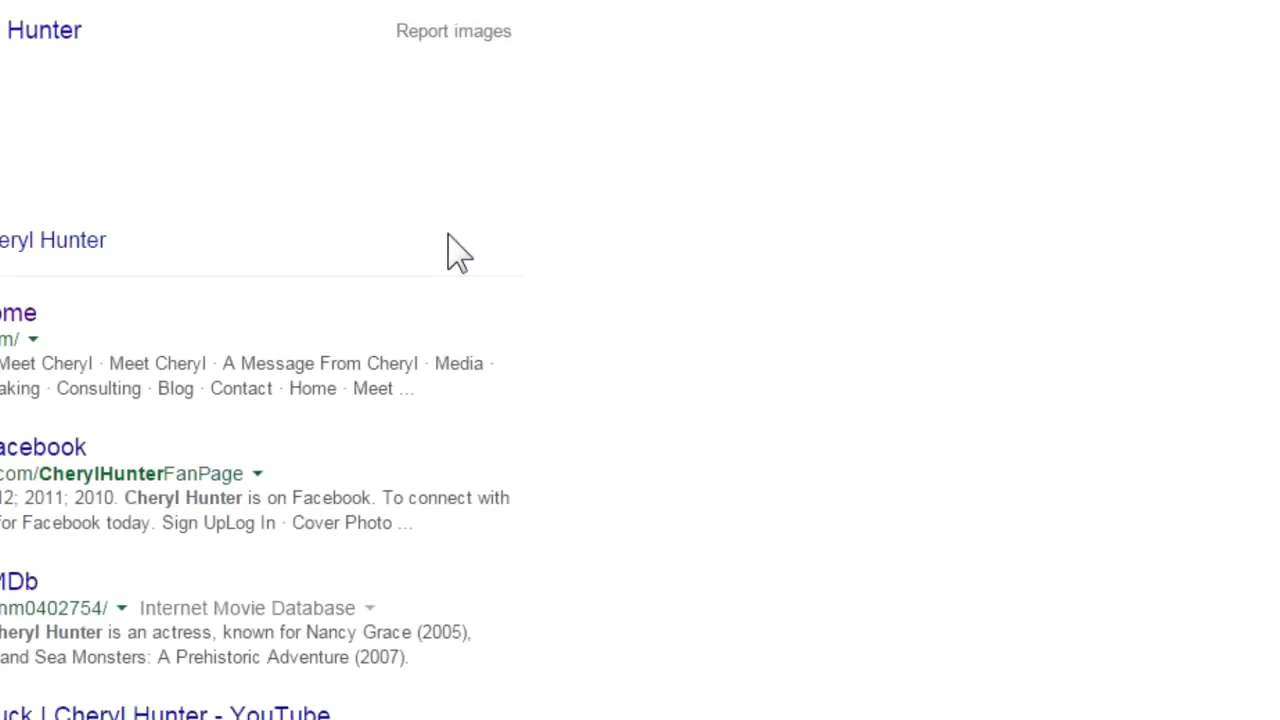 Hunter
Report images
eryl Hunter
ome
m/
Meet Cheryl · Meet Cheryl · A Message From Cheryl · Media ·
aking · Consulting · Blog · Contact · Home · Meet ...
acebook
com/CherylHunterFanPage
12; 2011; 2010. Cheryl Hunter is on Facebook. To connect with
for Facebook today. Sign UpLog In · Cover Photo ...
MDb
nm0402754/ Internet Movie Database
heryl Hunter is an actress, known for Nancy Grace (2005),
and Sea Monsters: A Prehistoric Adventure (2007).
uck | Cheryl Hunter - YouTube